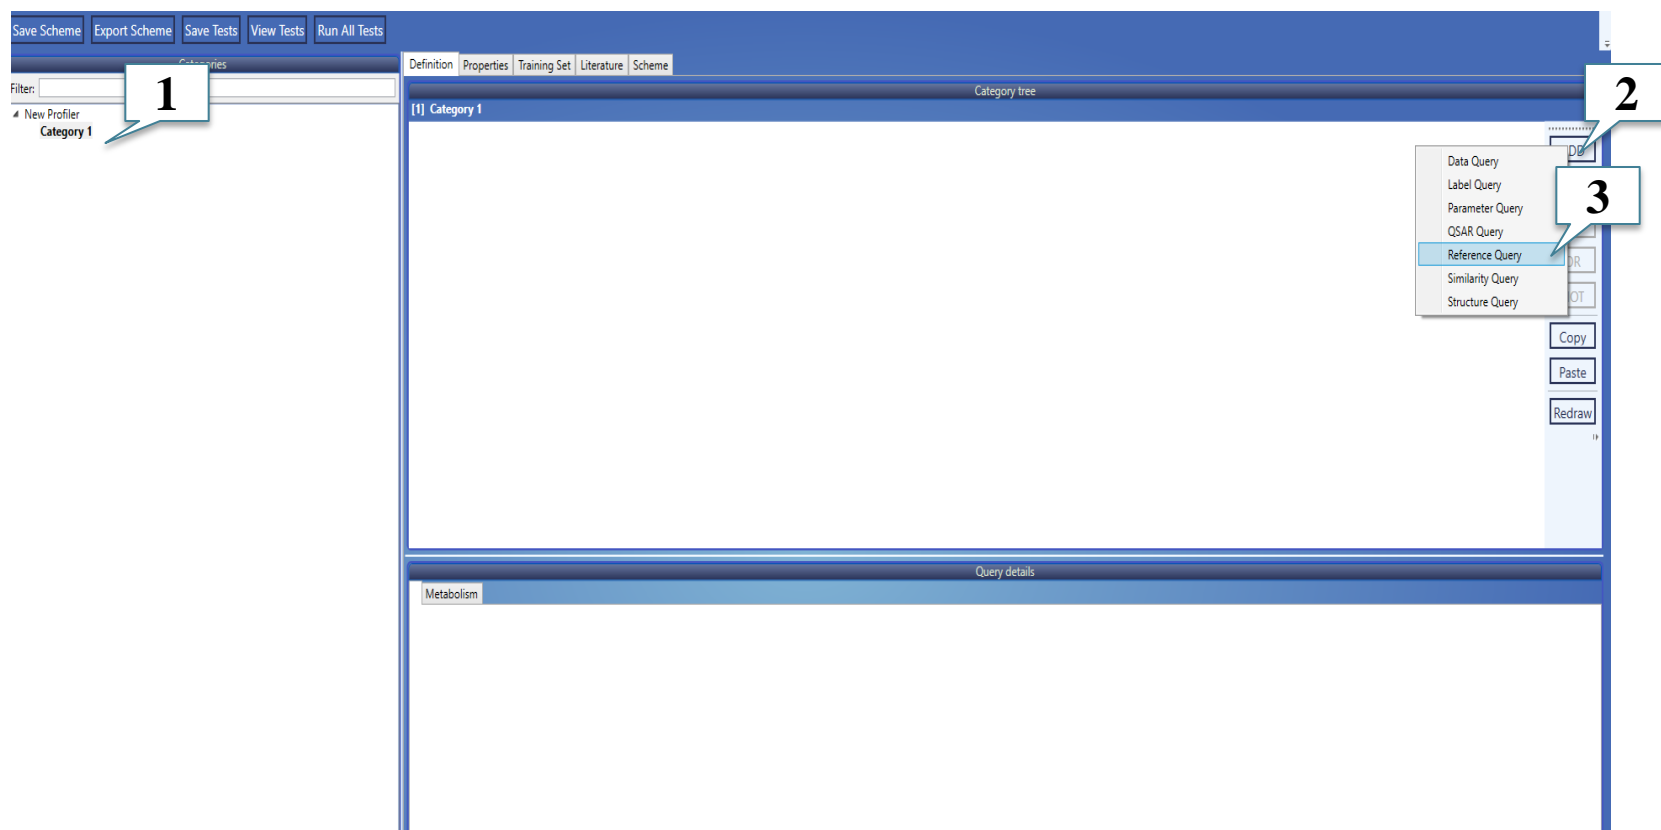 Save Scheme Export Scheme Save Tests View Tests Run All Tests
Categories
Filter:
New Profiler
Category 1
1
Definition Properties Training Set Literature Scheme
Category tree
[1] Category 1
2
Data Query
Label Query
Parameter Query
QSAR Query
Reference Query
Similarity Query
Structure Query
3
Copy
Paste
Redraw
Query details
Metabolism